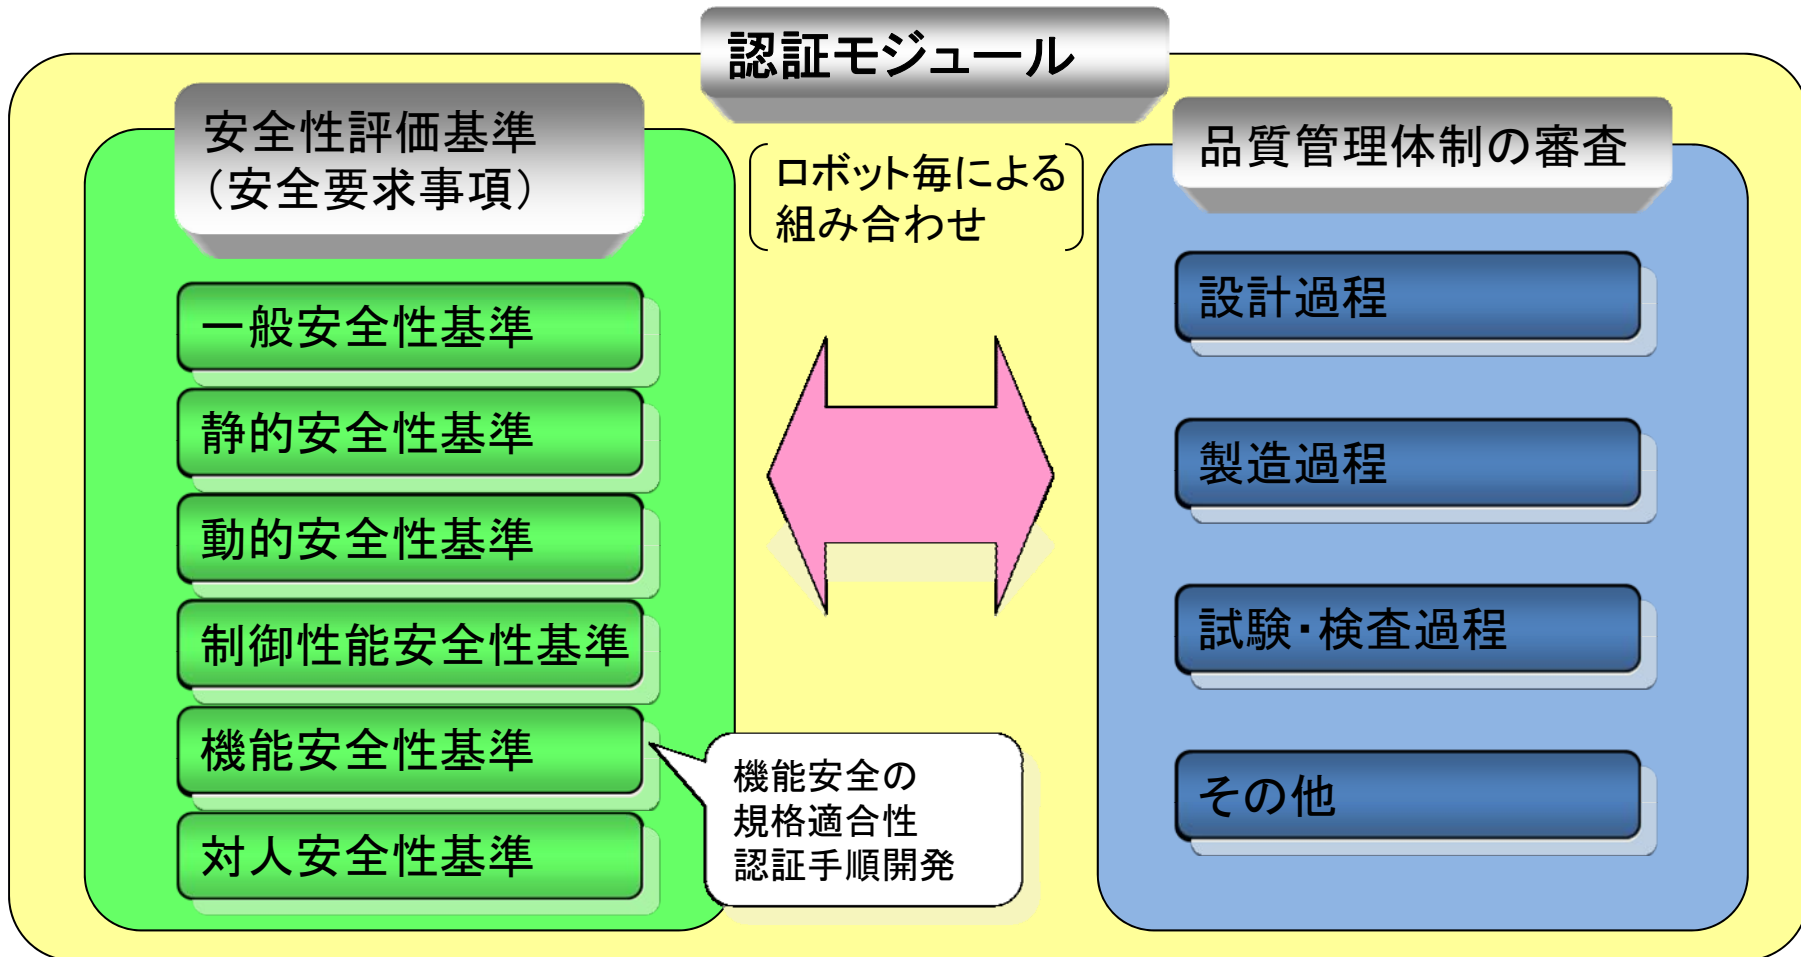 認証モジュール
安全性評価基準
(安全要求事項)
一般安全性基準
静的安全性基準
動的安全性基準
制御性能安全性基準
機能安全性基準
対人安全性基準
ロボット毎による
組み合わせ
機能安全の
規格適合性
認証手順開発
品質管理体制の審査
設計過程
製造過程
試験・検査過程
その他